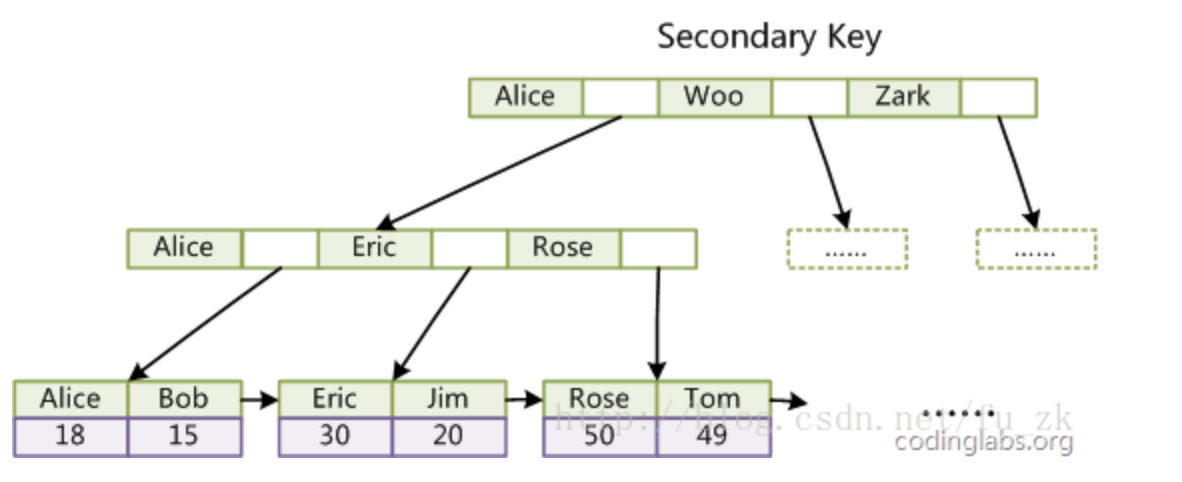 Secondary Key
Alice Woo Zark
Alice Eric Rose ...... ......
Alice Bob Eric Jim Rose Tom
18 15 30 20 50 49 ......
http://blog.csdn.net/fu_zk
codinglabs.org